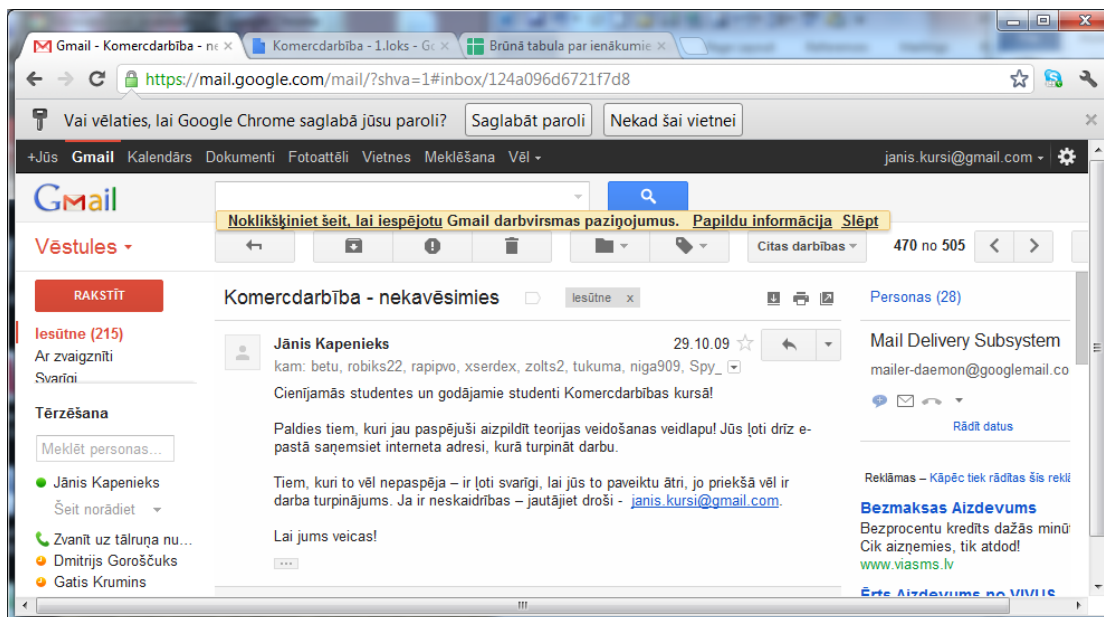 Gmail - Komercdarbība - ne
Komercdarbība - 1.loks - Go
Brūnā tabula par ienākumie
https://mail.google.com/mail/?shva=1#inbox/124a096d6721f7d8
Vai vēlaties, lai Google Chrome saglabā jūsu paroli? Saglabāt paroli Nekad šai vietnei
+Jūs Gmail Kalendārs Dokumenti Fotoattēli Vietnes Meklēšana Vēl
janis.kursi@gmail.com
Gmail
Noklikšķiniet šeit, lai iespējotu Gmail darbvirsmas paziņojumus. Papildu informācija Slēpt
Vēstules
Citas darbības
470 no 505
RAKSTĪT
Iesūtne (215)
Ar zvaigznīti
Svarīgi
Tērzēšana
Meklēt personas...
Jānis Kapenieks
Šeit norādiet
Zvanīt uz tālruņa nu...
Dmitrijs Goroščuks
Gatis Krumins
Komercdarbība - nekavēsimies
Iesūtne x
Jānis Kapenieks
29.10.09
kam: betu, robiks22, rapipvo, xserdex, zolts2, tukuma, niga909, Spy_
Cienījamās studentes un godājamie studenti Komercdarbības kursā!
Paldies tiem, kuri jau paspējuši aizpildīt teorijas veidošanas veidlapu! Jūs ļoti drīz e-
pastā saņemsiet interneta adresi, kurā turpināt darbu.
Tiem, kuri to vēl nepaspēja – ir ļoti svarīgi, lai jūs to paveiktu ātri, jo priekšā vēl ir
darba turpinājums. Ja ir neskaidrības – jautājiet droši - janis.kursi@gmail.com.
Lai jums veicas!
Personas (28)
Mail Delivery Subsystem
mailer-daemon@googlemail.co
Rādīt datus
Reklāmas – Kāpēc tiek rādītas šīs reklā
Bezmaksas Aizdevums
Bezprocentu kredīts dažās minūt
Cik aizņemies, tik atdod!
www.viasms.lv
Ērts Aizdevums no VIVUS